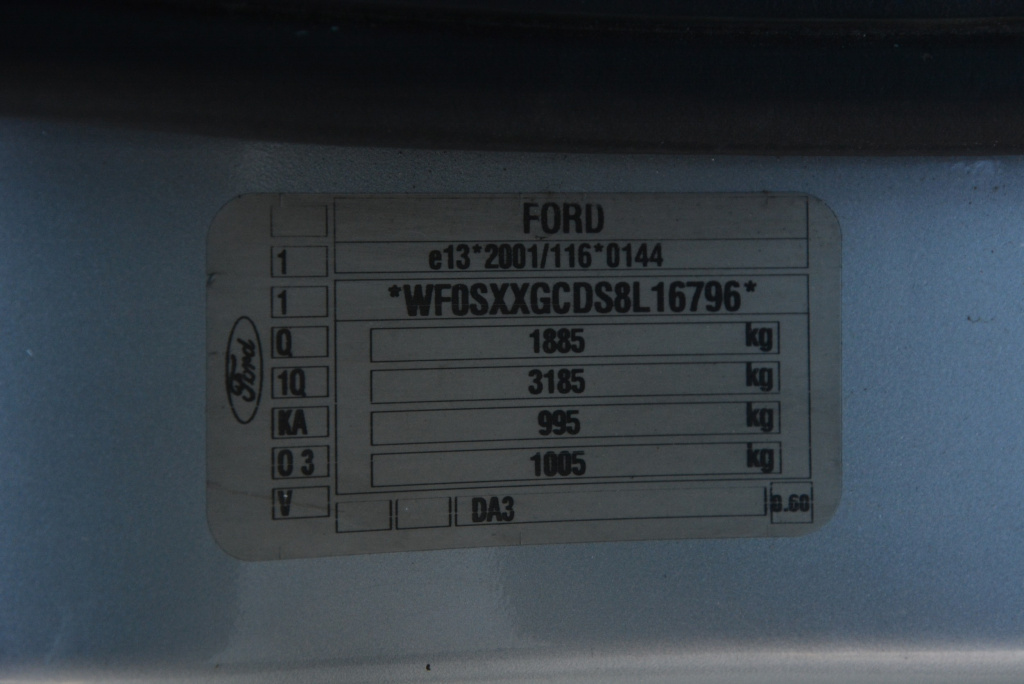 FORD
1 e13*2001/116*0144
1 *WF0SXXGCDS8L16796*
Q 1885 kg
1Q 3185 kg
KA 995 kg
0 3 1005 kg
V DA3 0.60
Ford